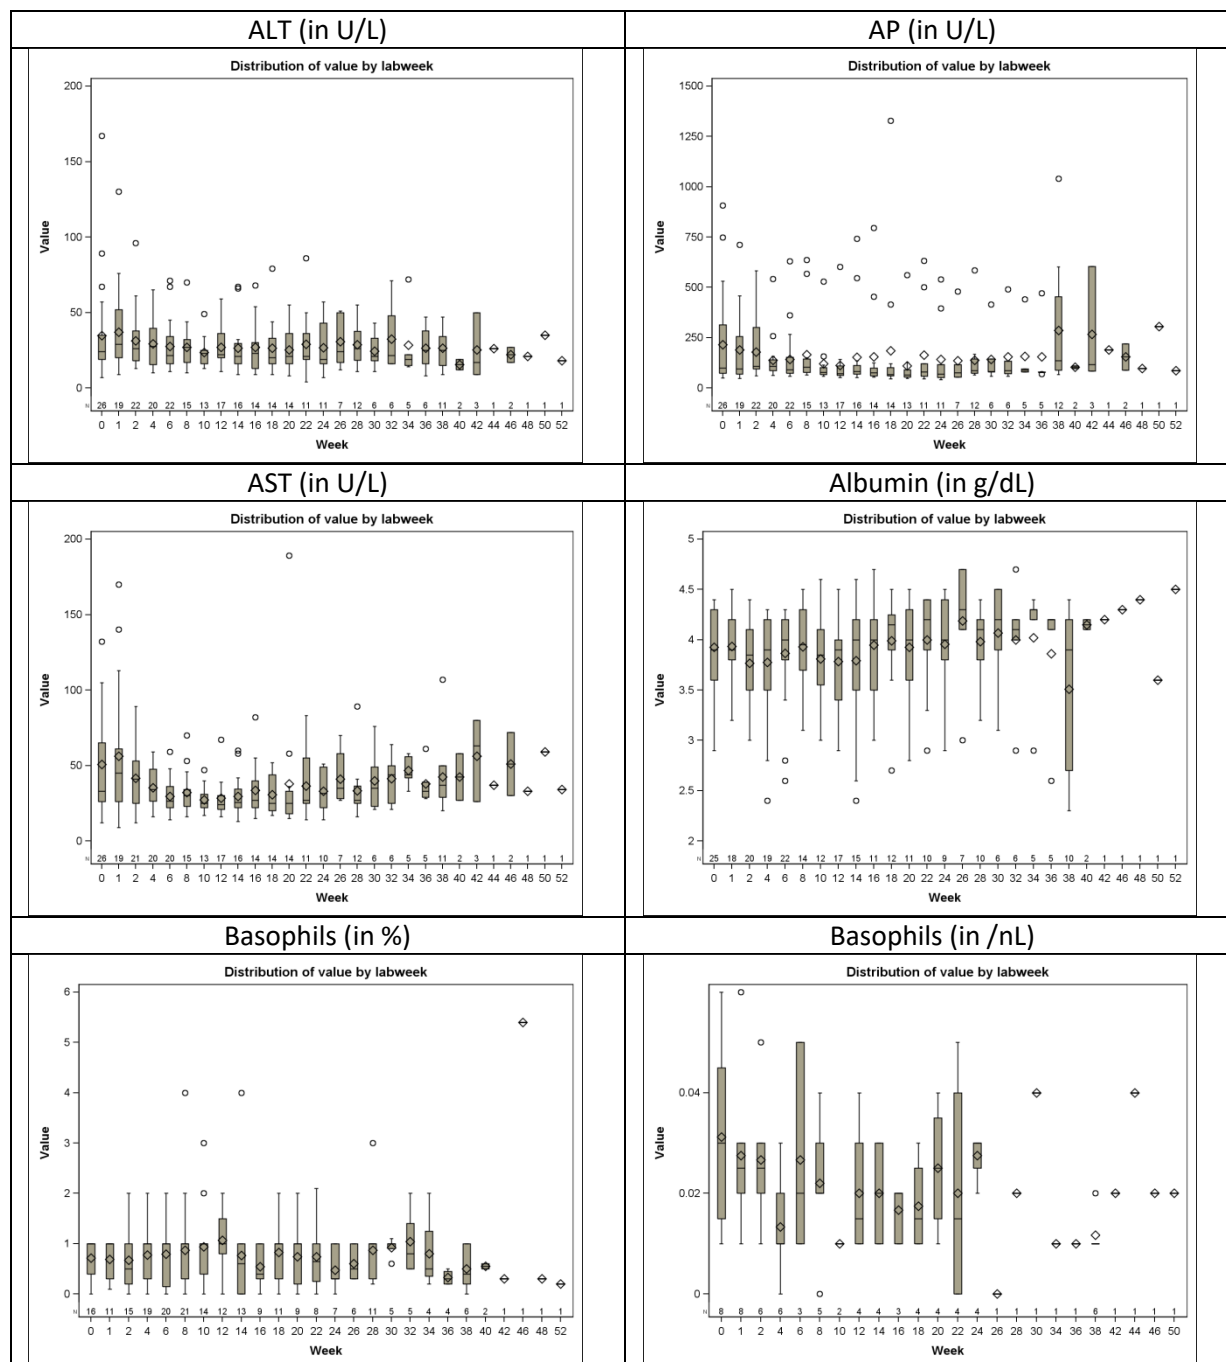 ALT (in U/L)
Distribution of value by labweek
200
150
100
50
0
Value
N 26 19 22 20 22 15 13 17 16 14 14 14 11 11 7 12 6 6 5 6 11 2 3 1 2 1 1 1
0 1 2 4 6 8 10 12 14 16 18 20 22 24 26 28 30 32 34 36 38 40 42 44 46 48 50 52
Week
AP (in U/L)
Distribution of value by labweek
1500
1250
1000
750
500
250
0
Value
N 26 19 22 20 22 15 13 17 16 14 14 13 11 11 7 12 6 6 5 5 12 2 3 1 2 1 1 1
0 1 2 4 6 8 10 12 14 16 18 20 22 24 26 28 30 32 34 36 38 40 42 44 46 48 50 52
Week
AST (in U/L)
Distribution of value by labweek
200
150
100
50
0
Value
N 26 19 21 20 20 15 13 17 16 14 14 14 11 10 7 12 6 6 5 5 11 2 3 1 2 1 1 1
0 1 2 4 6 8 10 12 14 16 18 20 22 24 26 28 30 32 34 36 38 40 42 44 46 48 50 52
Week
Albumin (in g/dL)
Distribution of value by labweek
5
4.5
4
3.5
3
2.5
2
Value
N 25 18 20 19 22 14 12 17 15 11 12 11 10 9 7 10 6 6 5 5 10 2 1 1 1 1 1
0 1 2 4 6 8 10 12 14 16 18 20 22 24 26 28 30 32 34 36 38 40 42 46 48 50 52
Week
Basophils (in %)
Distribution of value by labweek
6
5
4
3
2
1
0
Value
N 16 11 15 19 20 21 14 12 13 9 11 9 8 7 6 11 5 5 4 4 6 2 1 1 1 1
0 1 2 4 6 8 10 12 14 16 18 20 22 24 26 28 30 32 34 36 38 40 42 46 48 52
Week
Basophils (in /nL)
Distribution of value by labweek
0.04
0.02
0
Value
N 8 8 6 6 3 5 2 4 4 3 4 4 4 4 1 1 1 1 1 6 1 1 1 1
0 1 2 4 6 8 10 12 14 16 18 20 22 24 26 28 30 34 36 38 42 44 46 50
Week